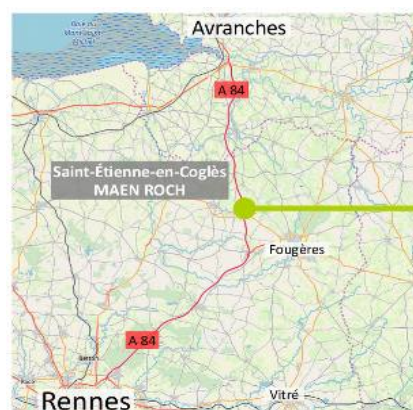 Avranches
A 84
Saint-Étienne-en-Coglès
MAEN ROCH
Fougères
A 84
Rennes
Vitré